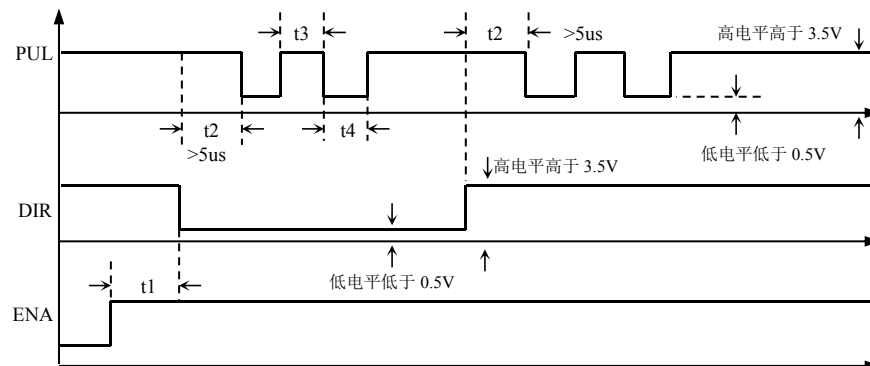 t3
t2
>5us
高电平高于 3.5V
PUL
t2
t4
>5us
低电平低于 0.5V
高电平高于 3.5V
DIR
低电平低于 0.5V
t1
ENA